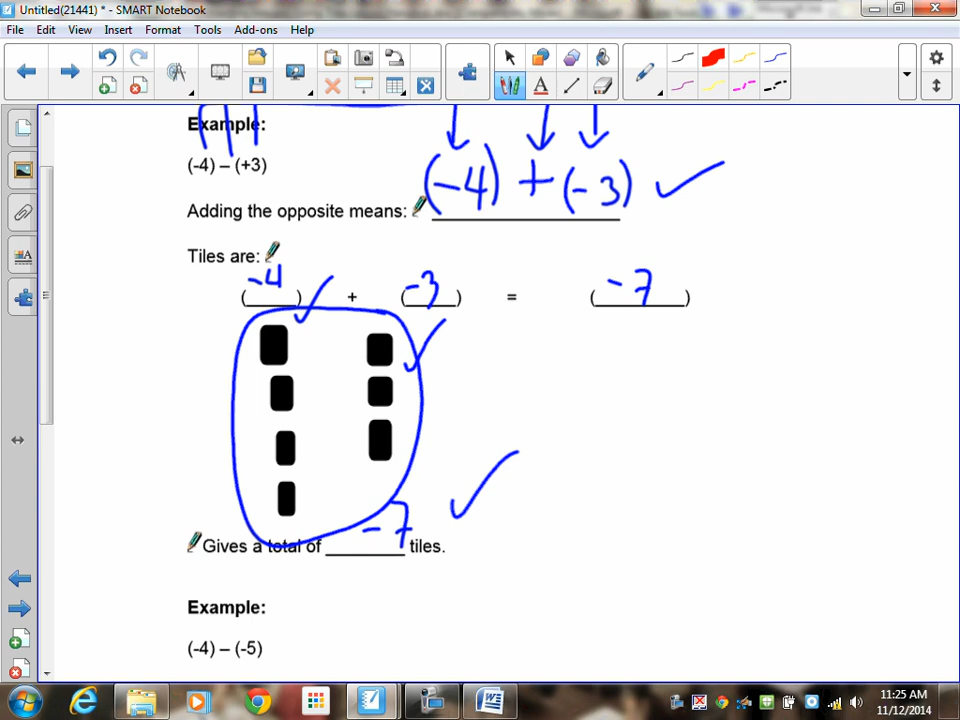 Untitled(21441) * - SMART Notebook
File Edit View Insert Format Tools Add-ons Help
Example:
(-4) – (+3)
(-4) + (-3)
Adding the opposite means:
Tiles are:
(-4) + (-3) = (-7)
-7
Gives a total of ________ tiles.
Example:
(-4) – (-5)
11:25 AM
11/12/2014